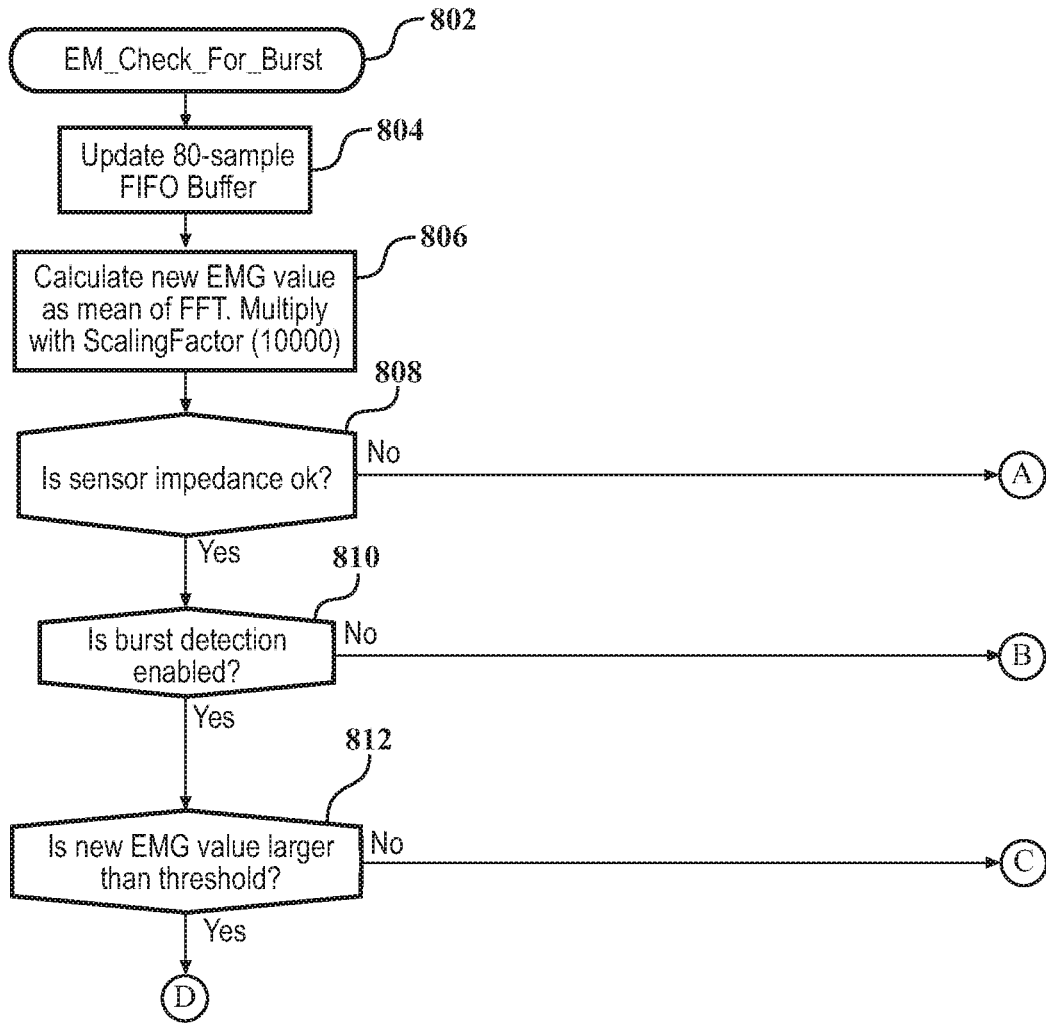 802
EM_Check_For_Burst
804
Update 80-sample
FIFO Buffer
806
Calculate new EMG value
as mean of FFT. Multiply
with ScalingFactor (10000)
808
Is sensor impedance ok?
No
A
Yes
810
Is burst detection
enabled?
No
B
Yes
812
Is new EMG value larger
than threshold?
No
C
Yes
D